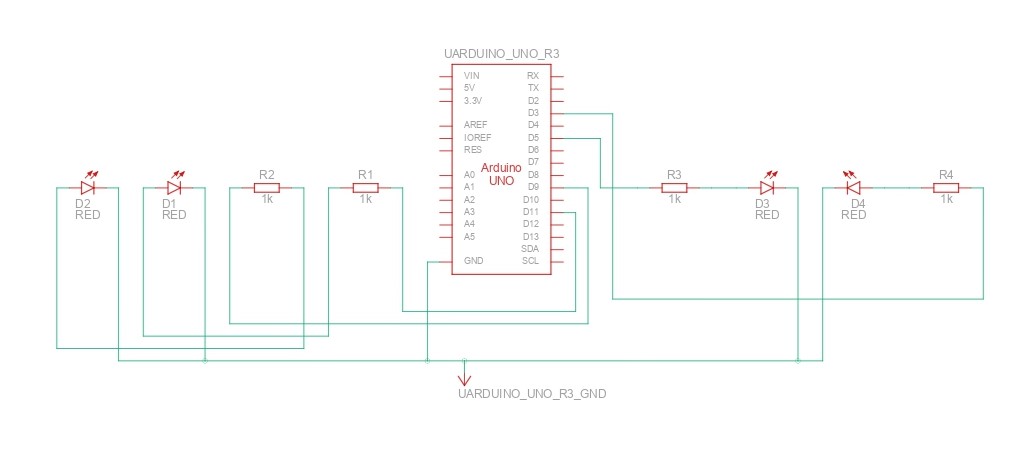 UARDUINO_UNO_R3
VIN
5V
3.3V
AREF
IOREF
RES
A0
A1
A2
A3
A4
A5
GND
Arduino
UNO
RX
TX
D2
D3
D4
D5
D6
D7
D8
D9
D10
D11
D12
D13
SDA
SCL
D2
RED
D1
RED
R2
1k
R1
1k
R3
1k
D3
RED
D4
RED
R4
1k
UARDUINO_UNO_R3_GND